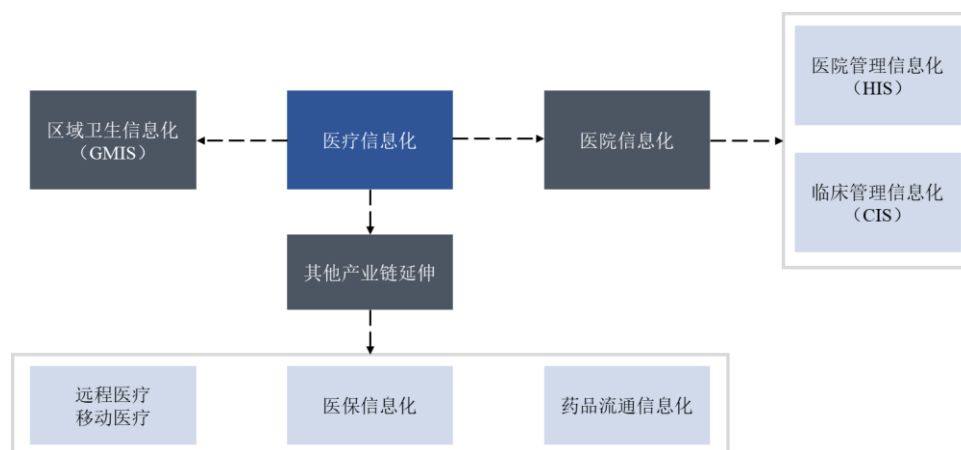 医院管理信息化
（HIS）
区域卫生信息化
（GMIS）
医疗信息化
医院信息化
临床管理信息化
（CIS）
其他产业链延伸
远程医疗
移动医疗
医保信息化
药品流通信息化